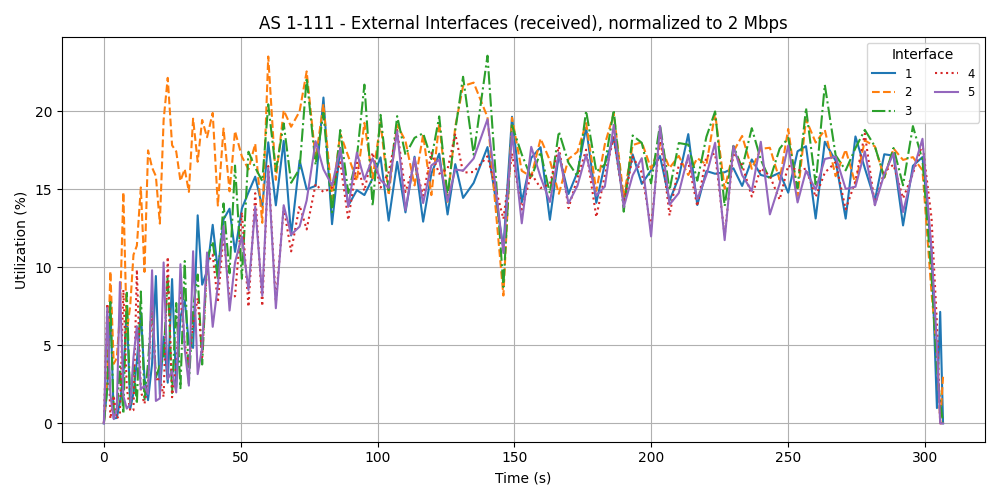 AS 1-111 - External Interfaces (received), normalized to 2 Mbps
Utilization (%)
20
15
10
5
0
0 50 100 150 200 250 300
Time (s)
Interface
1 4
2 5
3